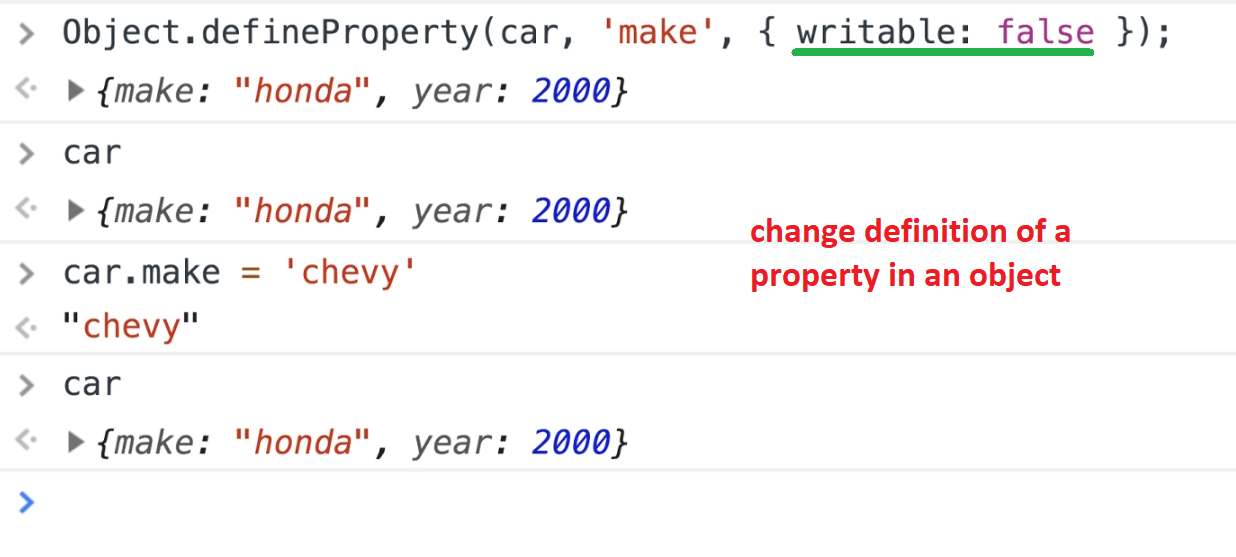 Object.defineProperty(car, 'make', { writable: false });
{make: "honda", year: 2000}
car
{make: "honda", year: 2000}
change definition of a
property in an object
car.make = 'chevy'
"chevy"
car
{make: "honda", year: 2000}